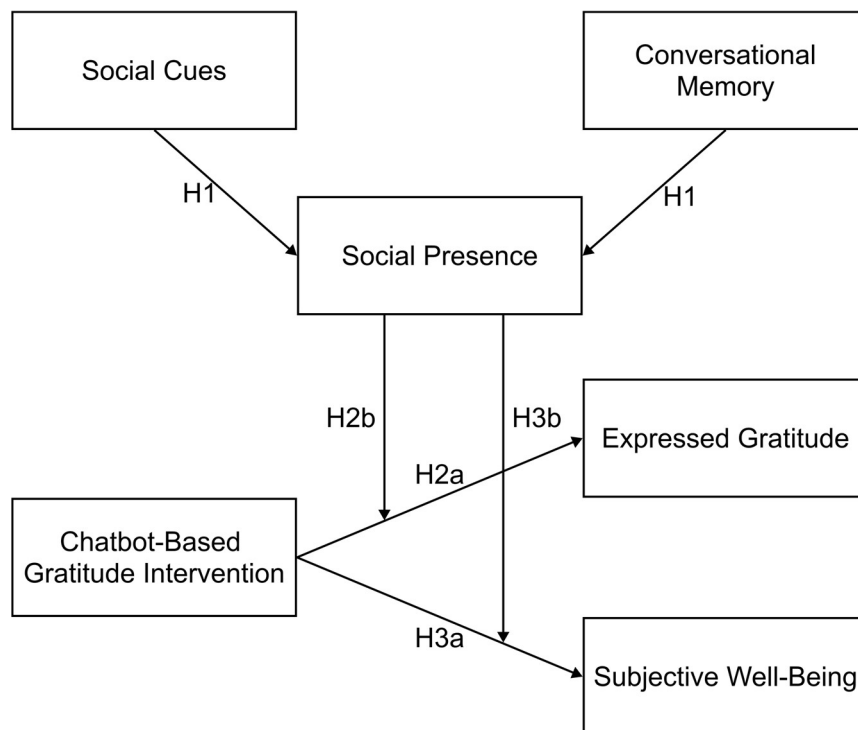 Social Cues
Conversational
Memory
H1
H1
Social Presence
H2b
H3b
Expressed Gratitude
H2a
Chatbot-Based
Gratitude Intervention
H3a
Subjective Well-Being